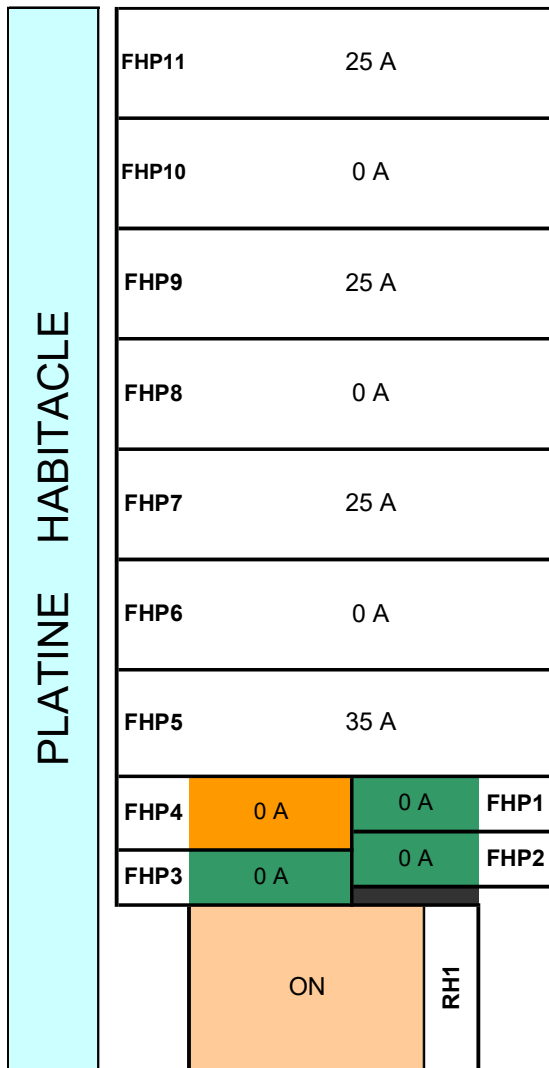 PLATINE HABITACLE
FHP11 25 A
FHP10 0 A
FHP9 25 A
FHP8 0 A
FHP7 25 A
FHP6 0 A
FHP5 35 A
FHP4 0 A 0 A FHP1
FHP3 0 A 0 A FHP2
ON RH1